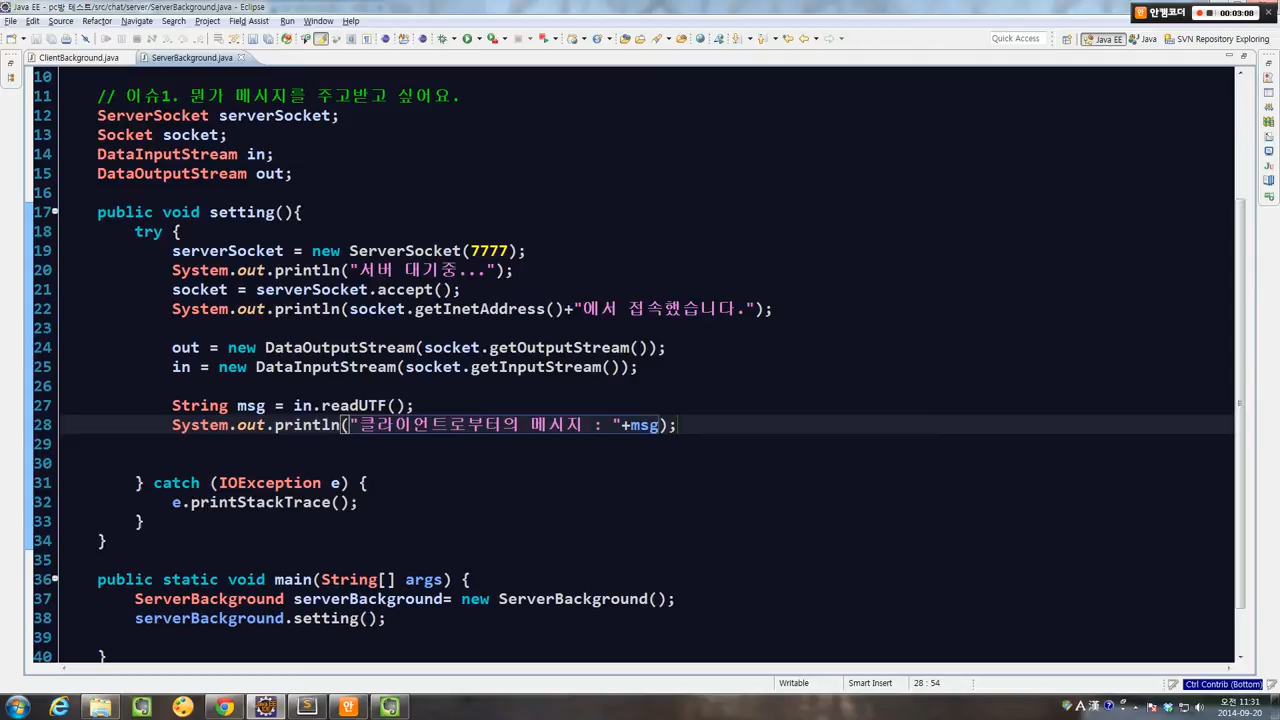 Java EE - pc방 테스트/src/chat/server/ServerBackground.java - Eclipse
안캠코더 00:03:08
File Edit Source Refactor Navigate Search Project Field Assist Run Window Help
Quick Access Java EE Java SVN Repository Exploring
ClientBackground.java ServerBackground.java
10
11 // 이슈1. 뭔가 메시지를 주고받고 싶어요.
12 ServerSocket serverSocket;
13 Socket socket;
14 DataInputStream in;
15 DataOutputStream out;
16
17 public void setting(){
18 try {
19 serverSocket = new ServerSocket(7777);
20 System.out.println("서버 대기중...");
21 socket = serverSocket.accept();
22 System.out.println(socket.getInetAddress()+"에서 접속했습니다.");
23
24 out = new DataOutputStream(socket.getOutputStream());
25 in = new DataInputStream(socket.getInputStream());
26
27 String msg = in.readUTF();
28 System.out.println("클라이언트로부터의 메시지 : "+msg);
29
30
31 } catch (IOException e) {
32 e.printStackTrace();
33 }
34 }
35
36 public static void main(String[] args) {
37 ServerBackground serverBackground= new ServerBackground();
38 serverBackground.setting();
39
40 }
Writable Smart Insert 28 : 54 Ctrl Contrib (Bottom)
안 A 漢 오전 11:31
2014-09-20